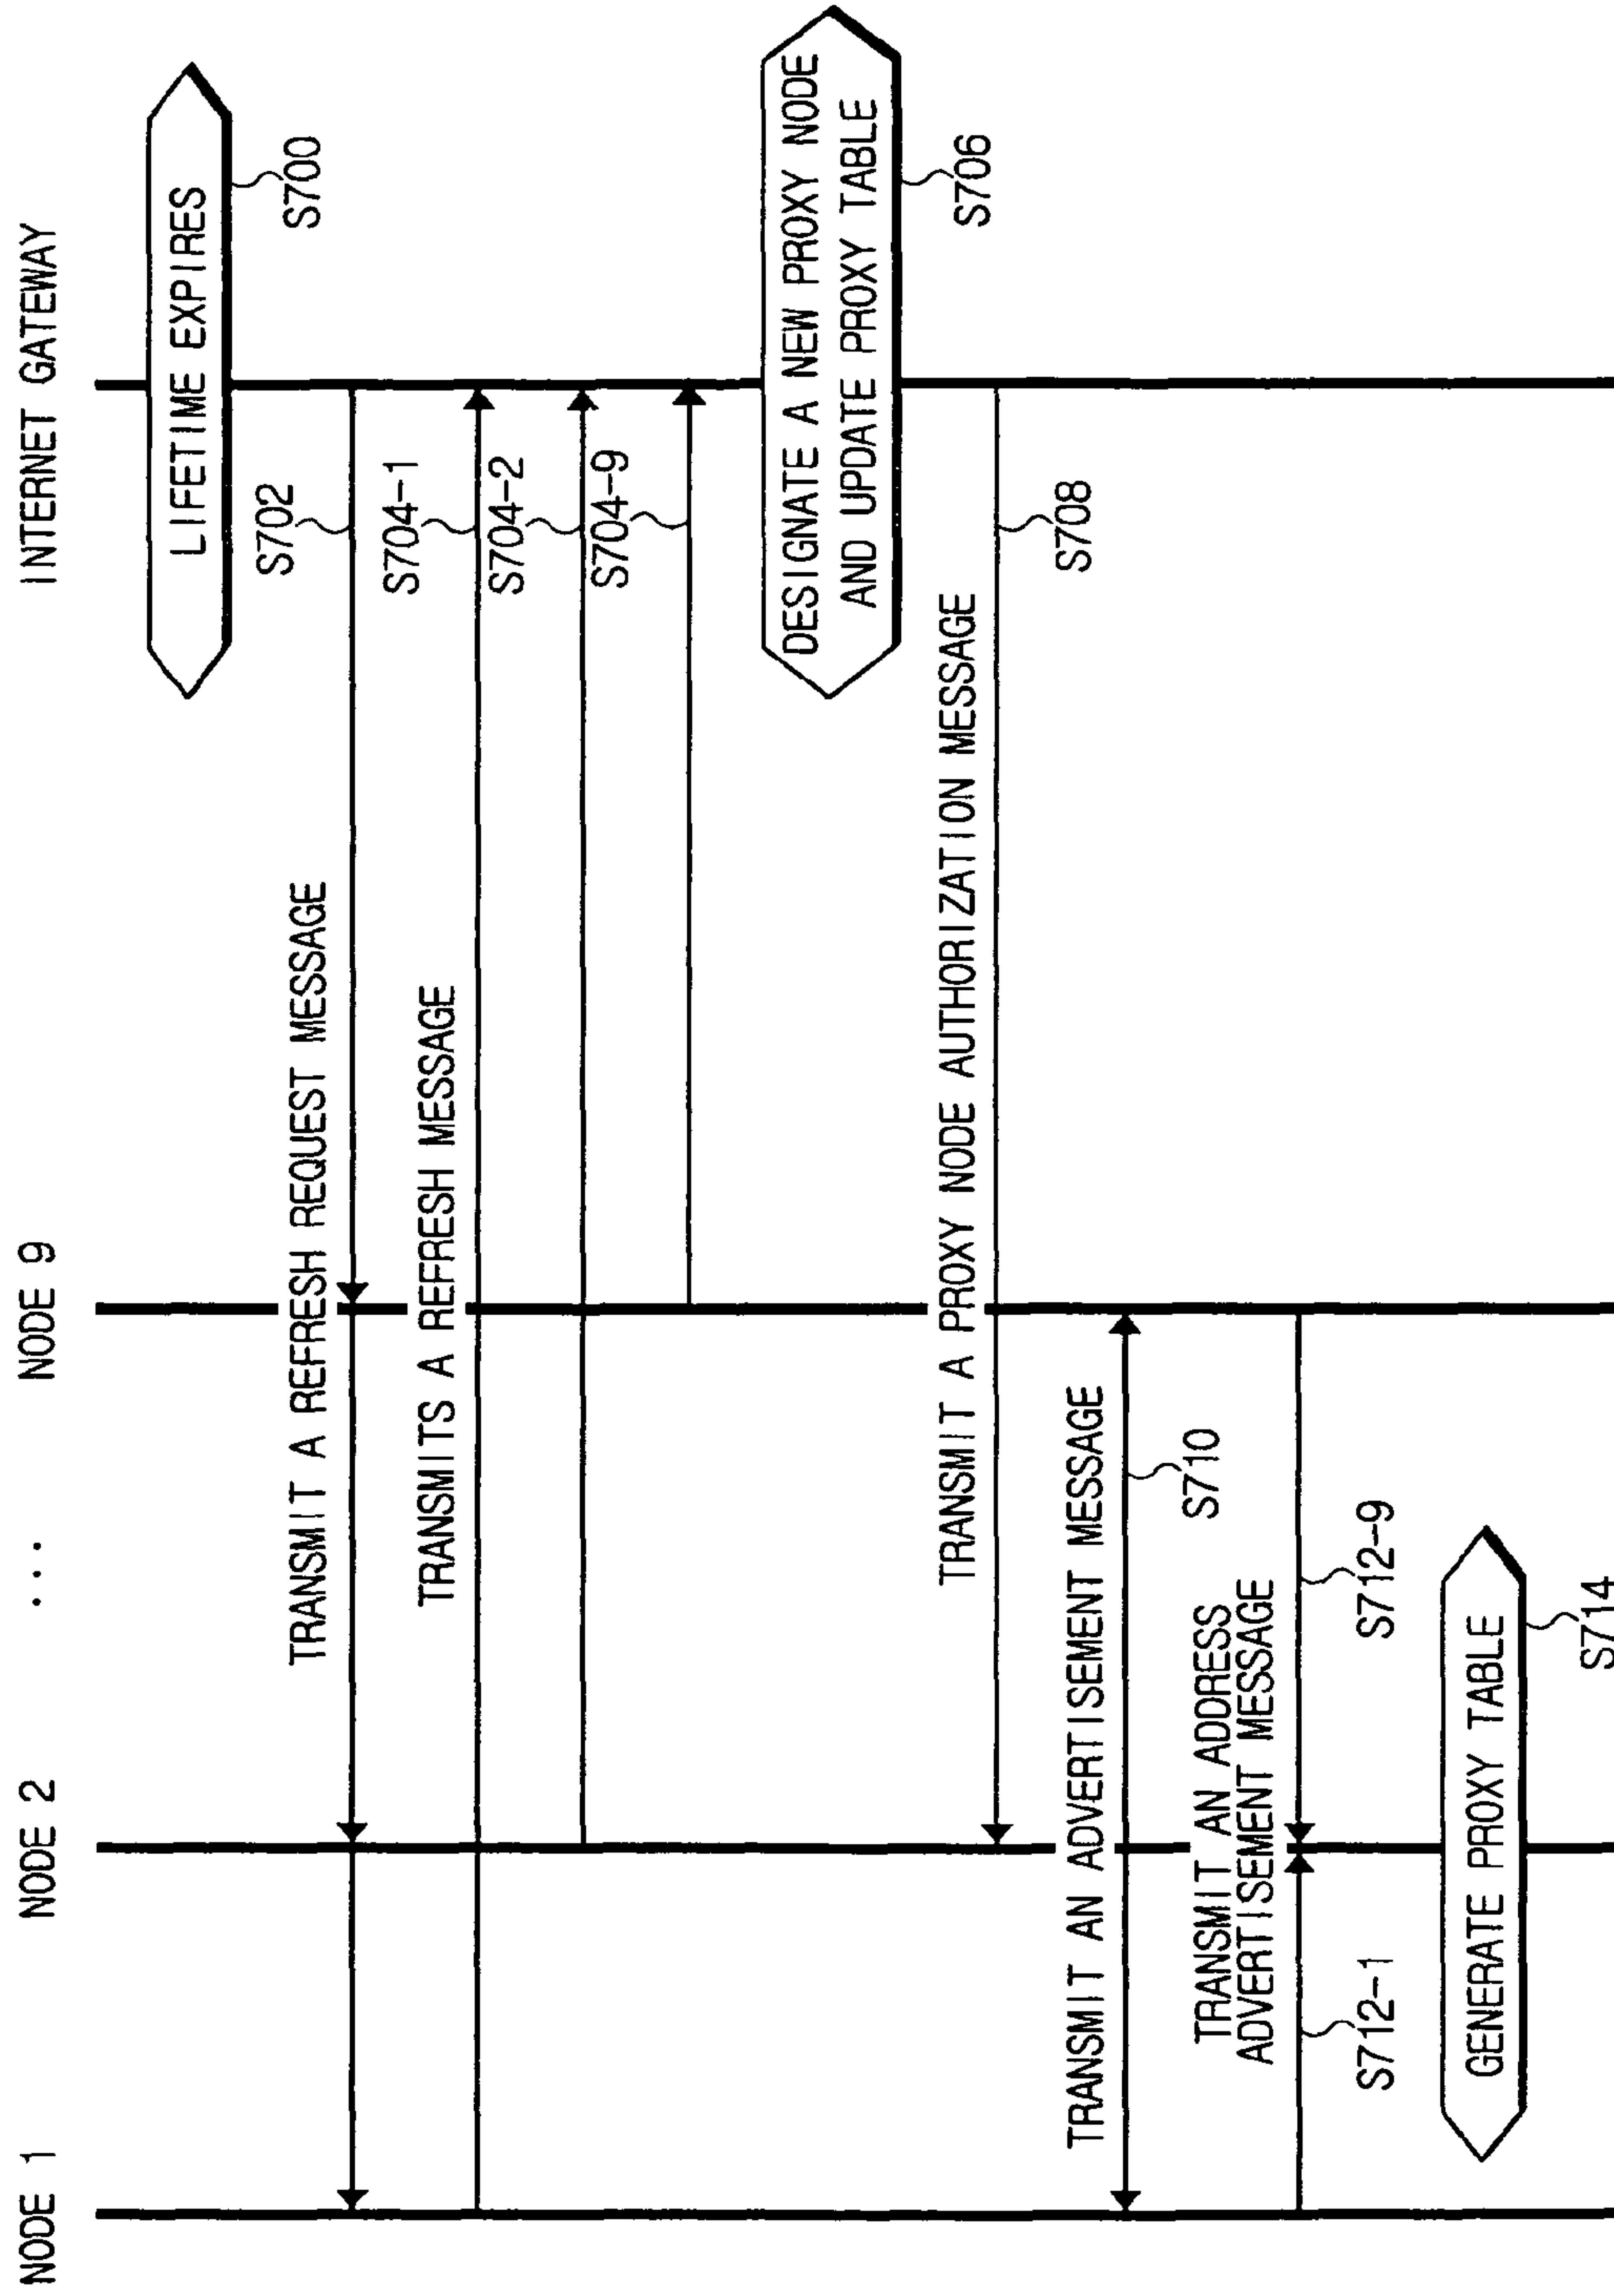 NODE 1
NODE 2
...
NODE 9
INTERNET GATEWAY
LIFETIME EXPIRES
S700
S702
TRANSMIT A REFRESH REQUEST MESSAGE
S704-1
TRANSMITS A REFRESH MESSAGE
S704-2
S704-9
DESIGNATE A NEW PROXY NODE
AND UPDATE PROXY TABLE
S706
TRANSMIT A PROXY NODE AUTHORIZATION MESSAGE
S708
TRANSMIT AN ADVERTISEMENT MESSAGE
S710
TRANSMIT AN ADDRESS
ADVERTISEMENT MESSAGE
S712-1
S712-9
GENERATE PROXY TABLE
S714